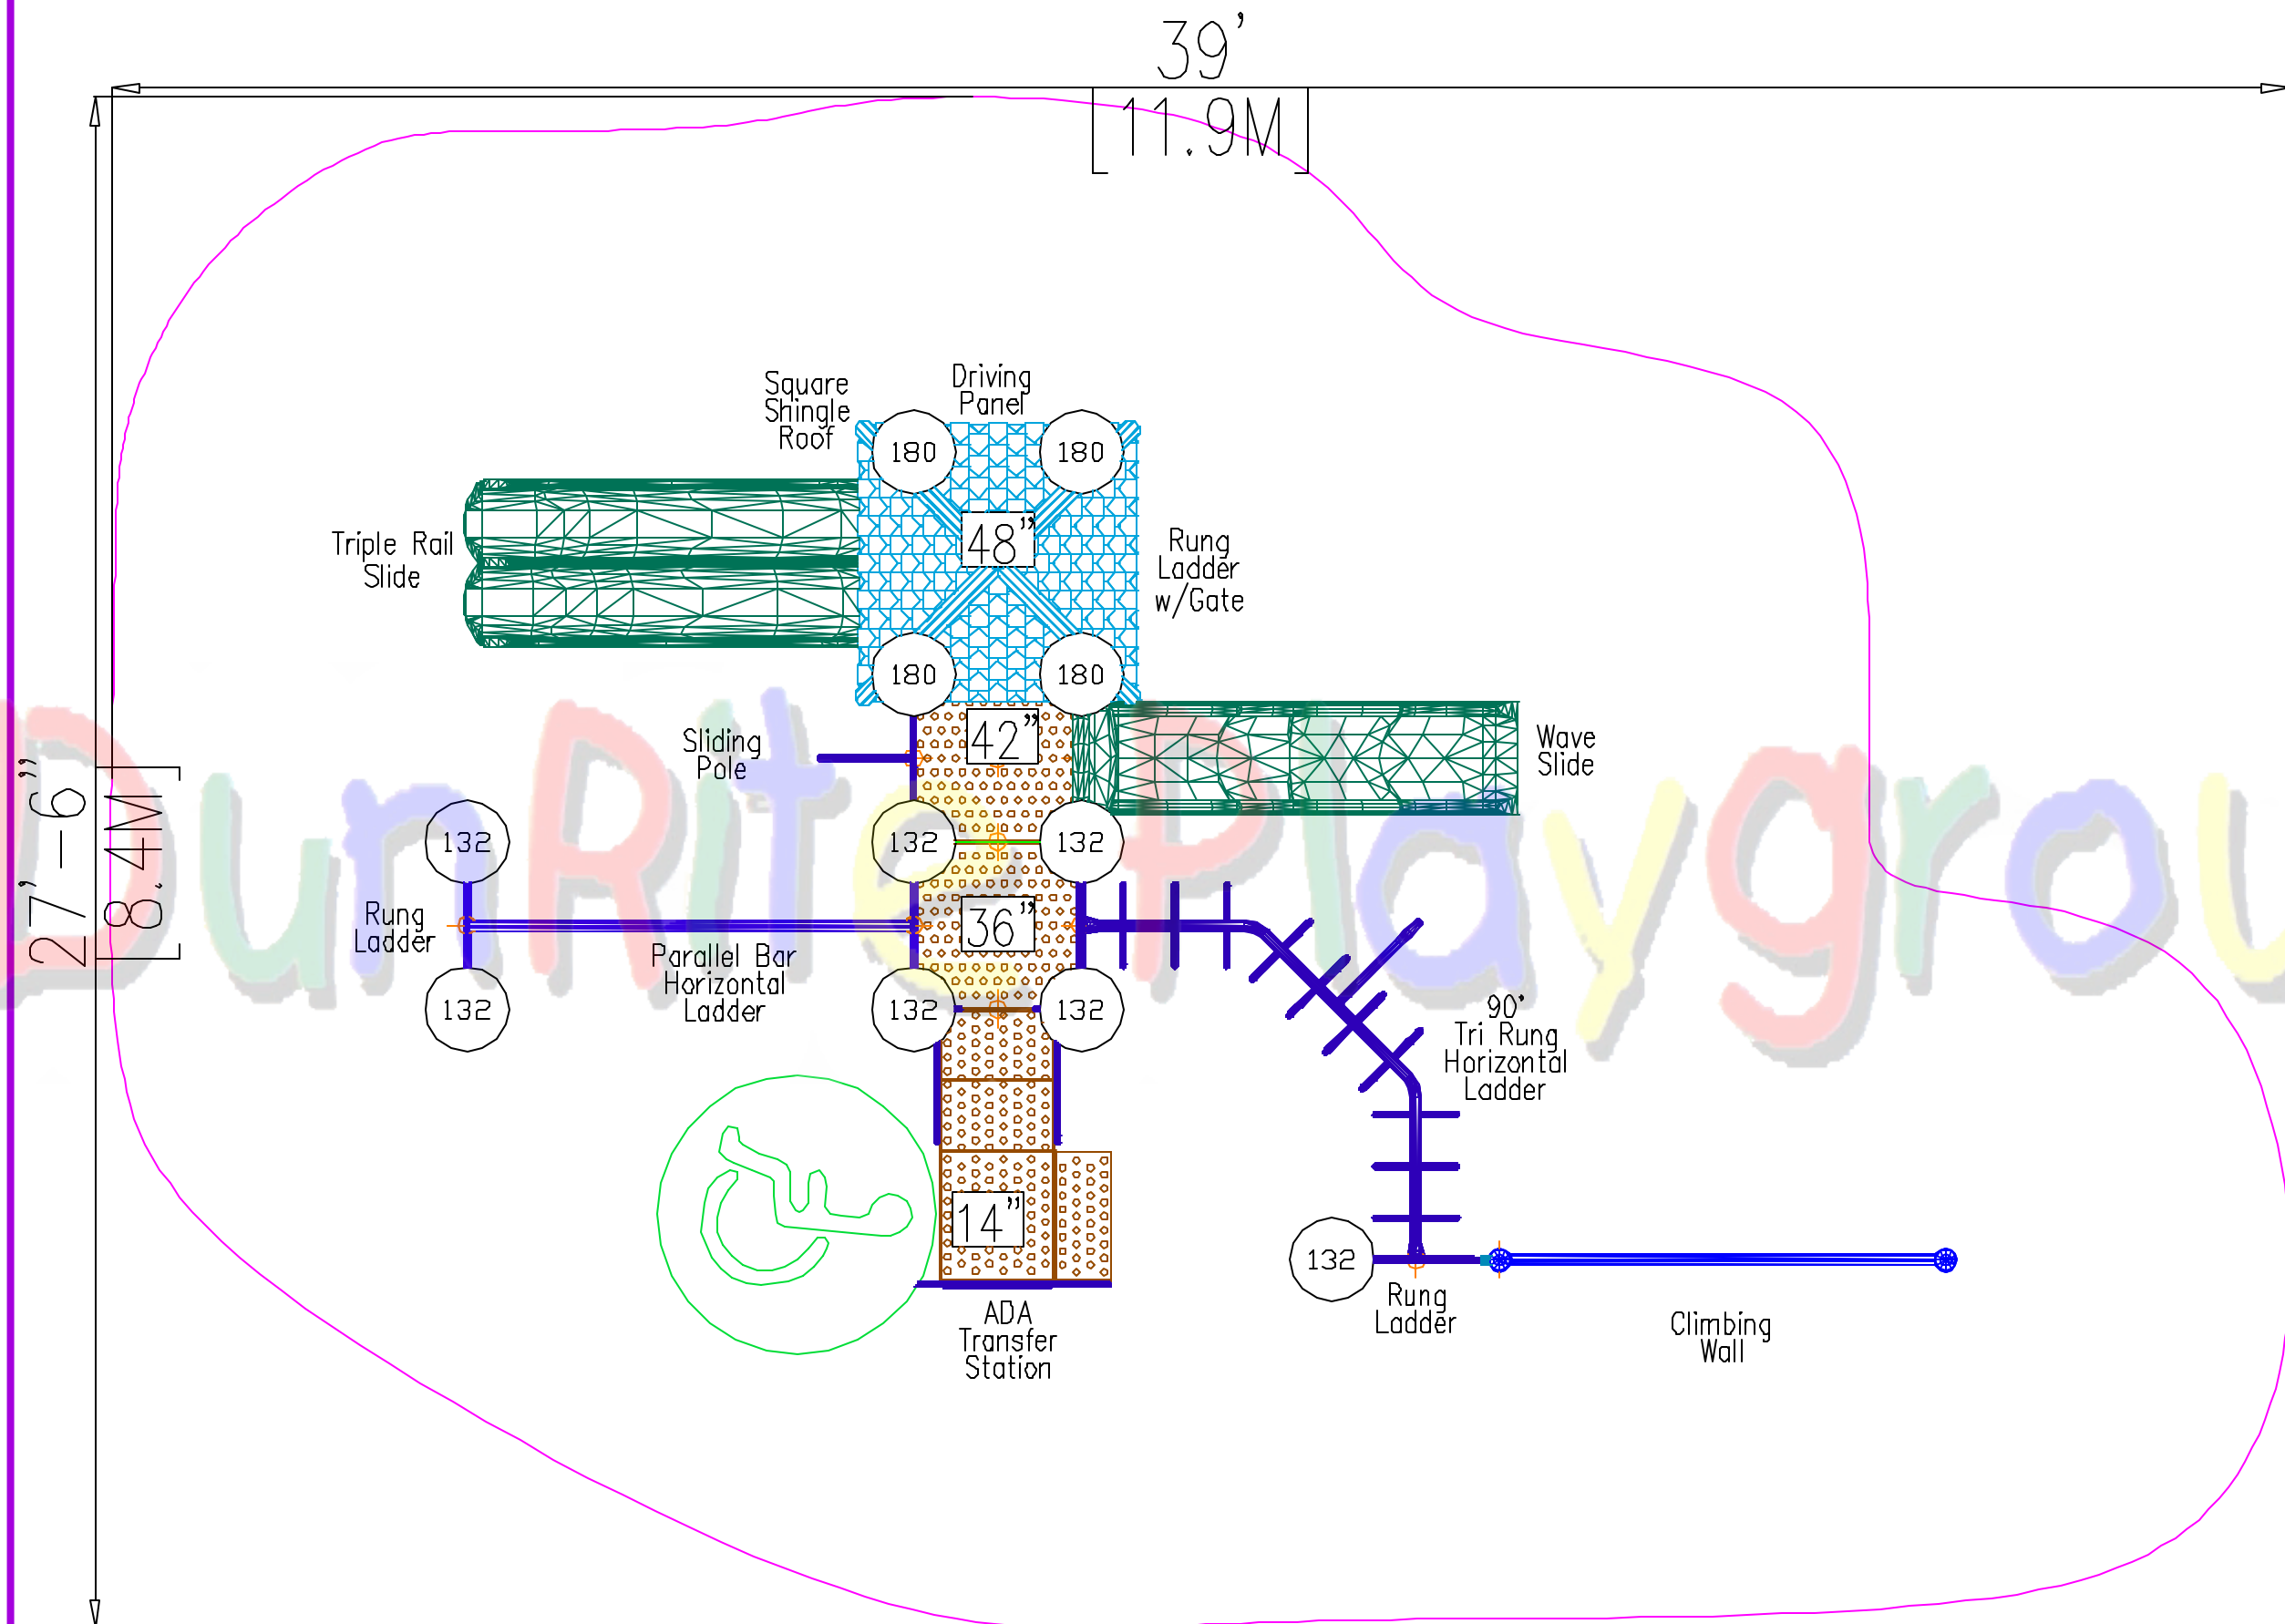 39'
[11.9M]
27'-6"
[8.4M]
Square
Shingle
Roof
Driving
Panel
180
180
48"
Triple Rail
Slide
Rung
Ladder
w/Gate
180
180
42"
Sliding
Pole
Wave
Slide
DunRite Playgrou
132
132
132
36"
Rung
Ladder
Parallel Bar
Horizontal
Ladder
132
132
132
90°
Tri Rung
Horizontal
Ladder
14"
132
Rung
Ladder
Climbing
Wall
ADA
Transfer
Station